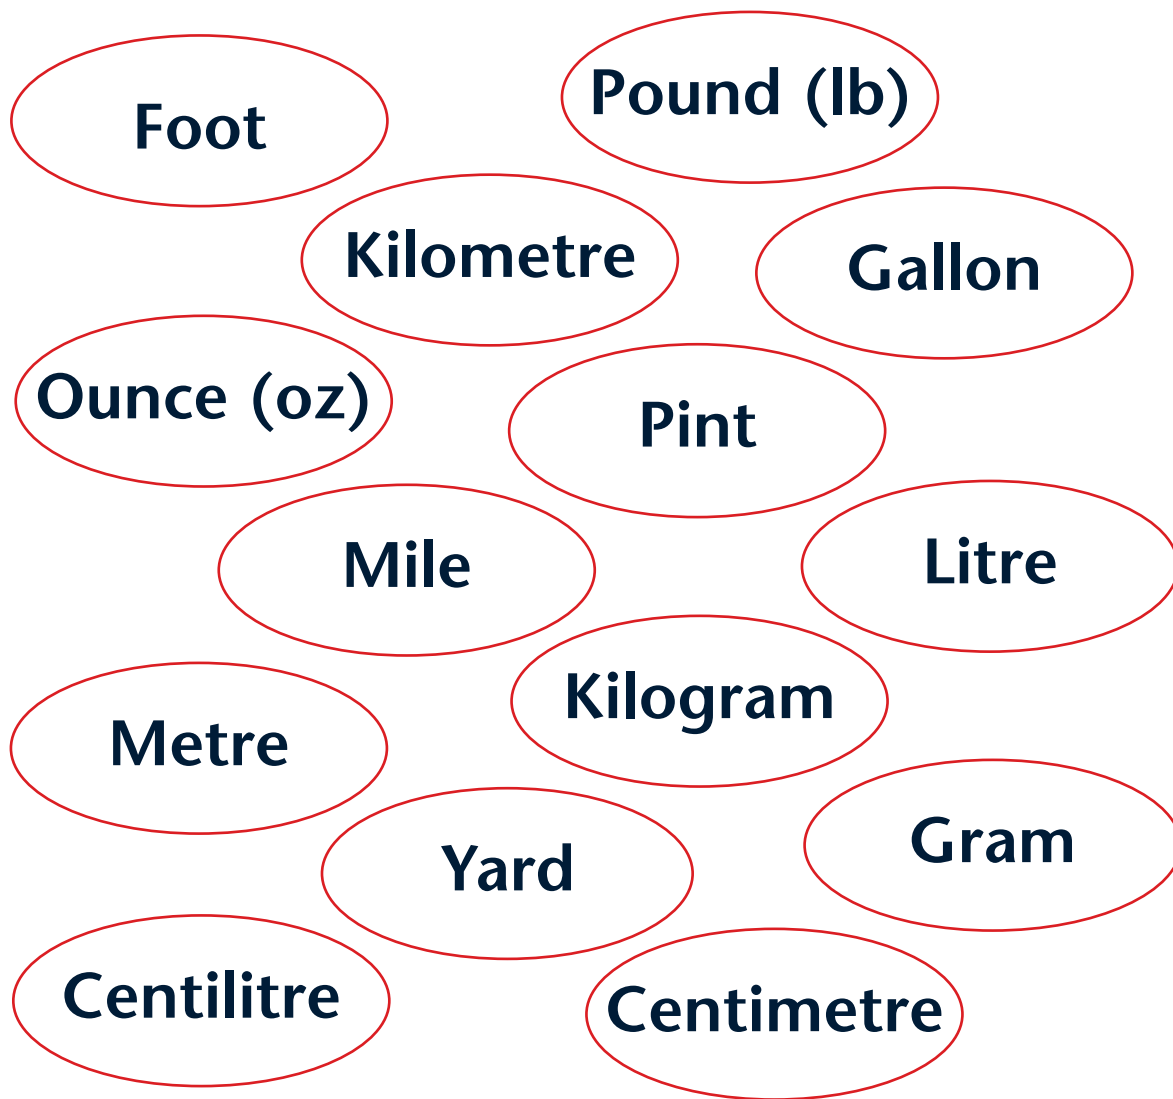 Foot
Pound (lb)
Kilometre
Gallon
Ounce (oz)
Pint
Mile
Litre
Kilogram
Metre
Gram
Yard
Centilitre
Centimetre